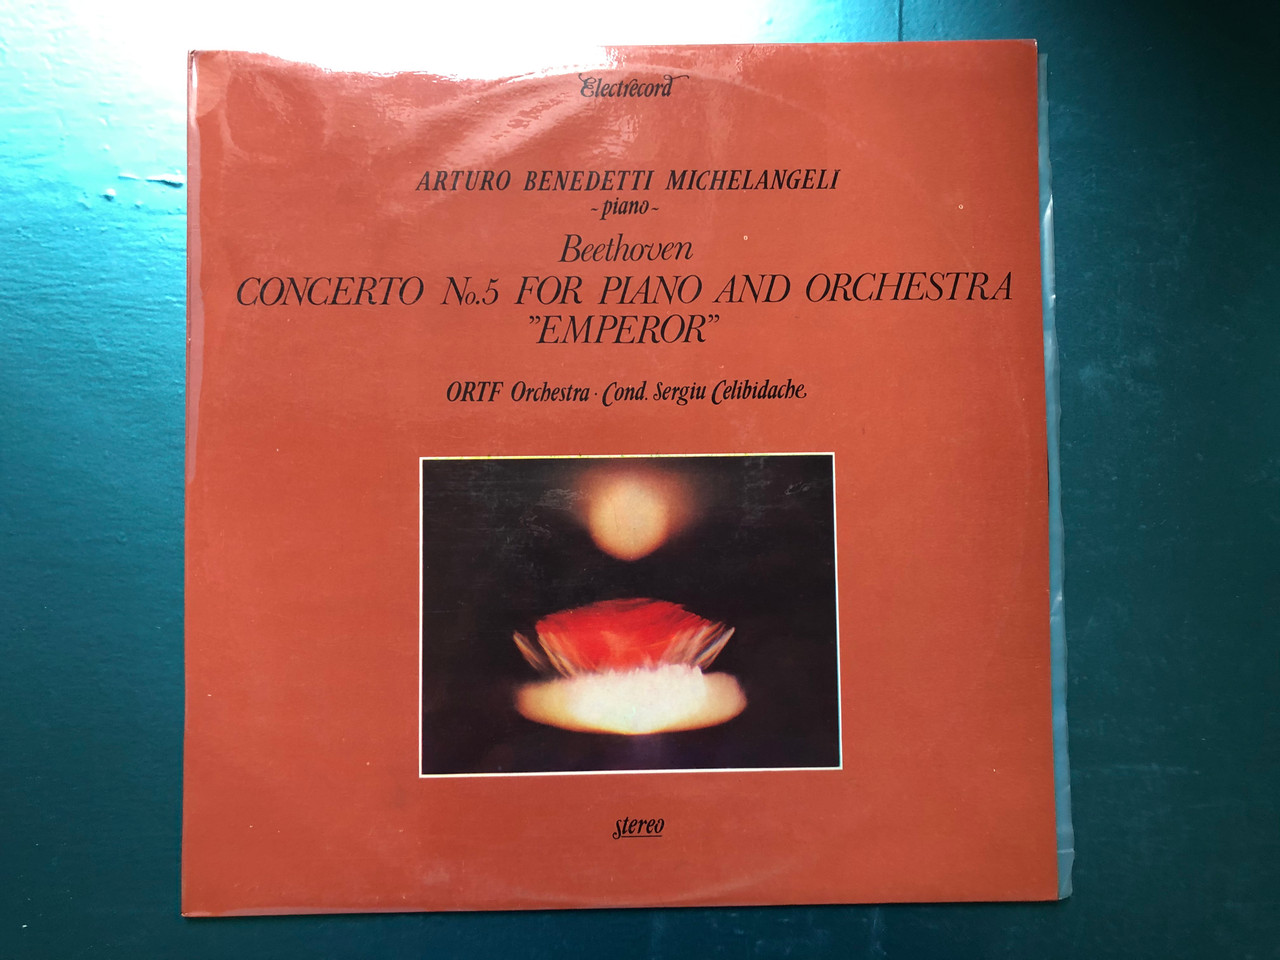 Electrecord
ARTURO BENEDETTI MICHELANGELI
~piano~
Beethoven
CONCERTO No.5 FOR PIANO AND ORCHESTRA
”EMPEROR”
ORTF Orchestra · Cond. Sergiu Celibidache
stereo